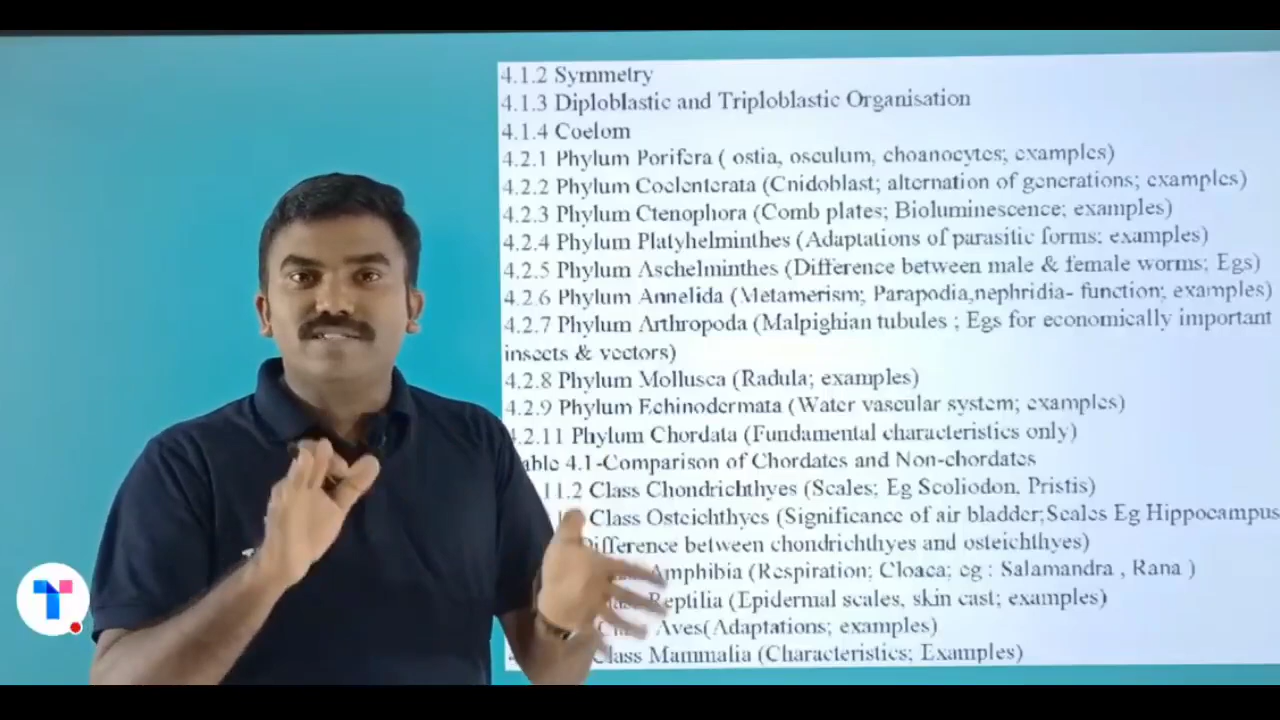 4.1.2 Symmetry
4.1.3 Diploblastic and Triploblastic Organisation
4.1.4 Coelom
4.2.1 Phylum Porifera ( ostia, osculum, choanocytes; examples)
4.2.2 Phylum Coelenterata (Cnidoblast; alternation of generations; examples)
4.2.3 Phylum Ctenophora (Comb plates; Bioluminescence; examples)
4.2.4 Phylum Platyhelminthes (Adaptations of parasitic forms; examples)
4.2.5 Phylum Aschelminthes (Difference between male & female worms; Egs)
4.2.6 Phylum Annelida (Metamerism; Parapodia,nephridia- function; examples)
4.2.7 Phylum Arthropoda (Malpighian tubules ; Egs for economically important
insects & vectors)
4.2.8 Phylum Mollusca (Radula; examples)
4.2.9 Phylum Echinodermata (Water vascular system; examples)
4.2.11 Phylum Chordata (Fundamental characteristics only)
4.1-Comparison of Chordates and Non-chordates
11.2 Class Chondrichthyes (Scales; Eg Scoliodon, Pristis)
Class Osteichthyes (Significance of air bladder;Scales Eg Hippocampus
Difference between chondrichthyes and osteichthyes)
Amphibia (Respiration; Cloaca; eg : Salamandra , Rana )
Reptilia (Epidermal scales, skin cast; examples)
Aves(Adaptations; examples)
Class Mammalia (Characteristics; Examples)